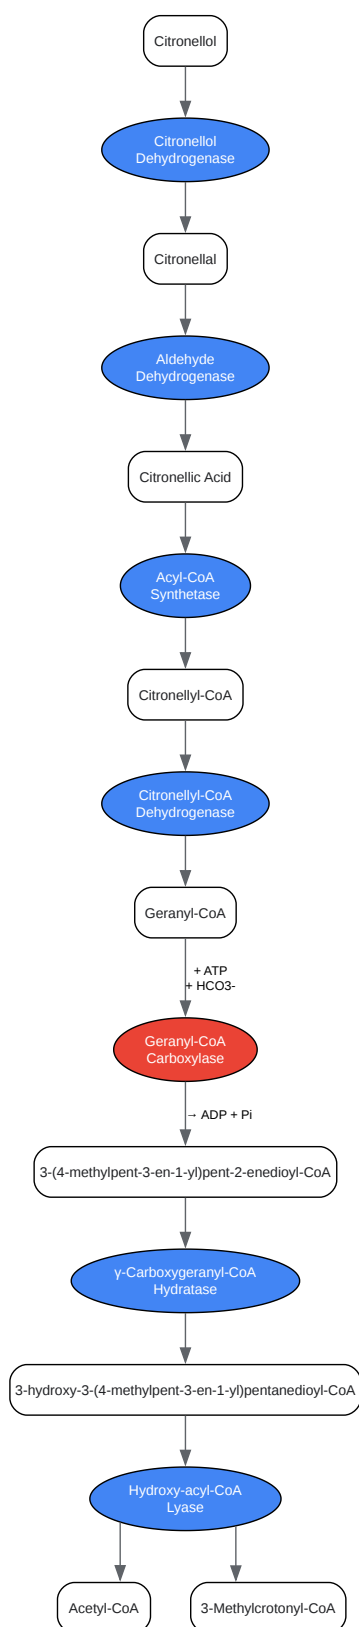 Citronellol
Citronellol
Dehydrogenase
Citronellal
Aldehyde
Dehydrogenase
Citronellic Acid
Acyl-CoA
Synthetase
Citronellyl-CoA
Citronellyl-CoA
Dehydrogenase
Geranyl-CoA
+ ATP
+ HCO3-
Geranyl-CoA
Carboxylase
→ ADP + Pi
3-(4-methylpent-3-en-1-yl)pent-2-enedioyl-CoA
γ-Carboxygeranyl-CoA
Hydratase
3-hydroxy-3-(4-methylpent-3-en-1-yl)pentanedioyl-CoA
Hydroxy-acyl-CoA
Lyase
Acetyl-CoA
3-Methylcrotonyl-CoA